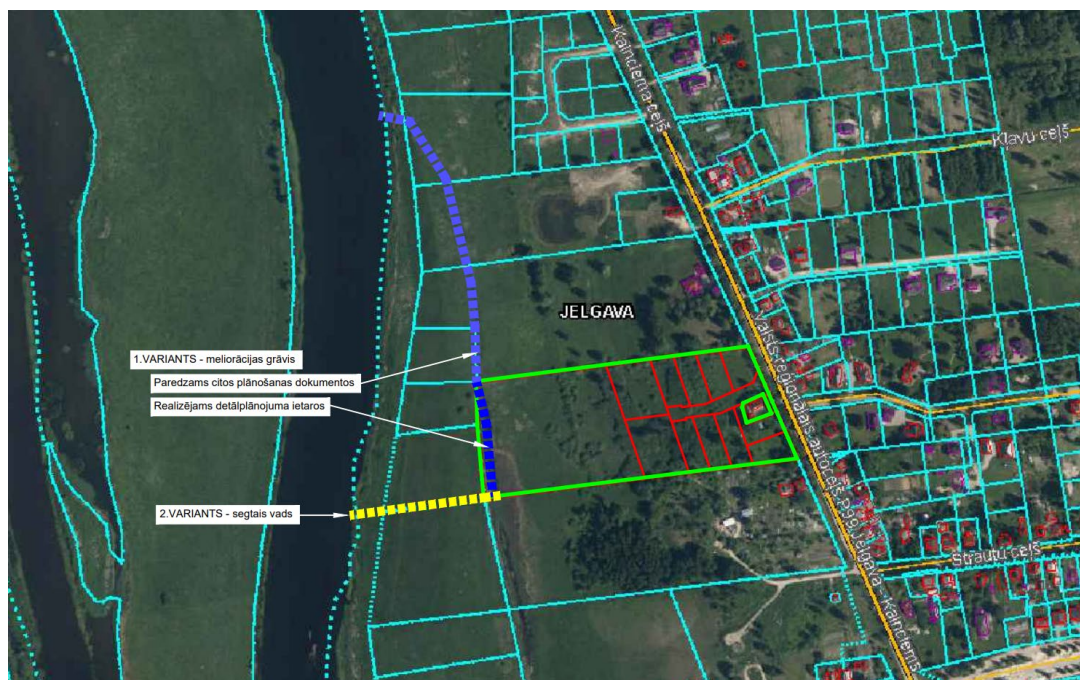 Kalnciema ceļš
Kļavu ceļš
JELGAVA
Valsts reģionālais autoceļš P99 Jelgava - Kalnciems
1.VARIANTS - meliorācijas grāvis
Paredzams citos plānošanas dokumentos
Realizējams detālplānojuma ietaros
2.VARIANTS - segtais vads
Strautu ceļš